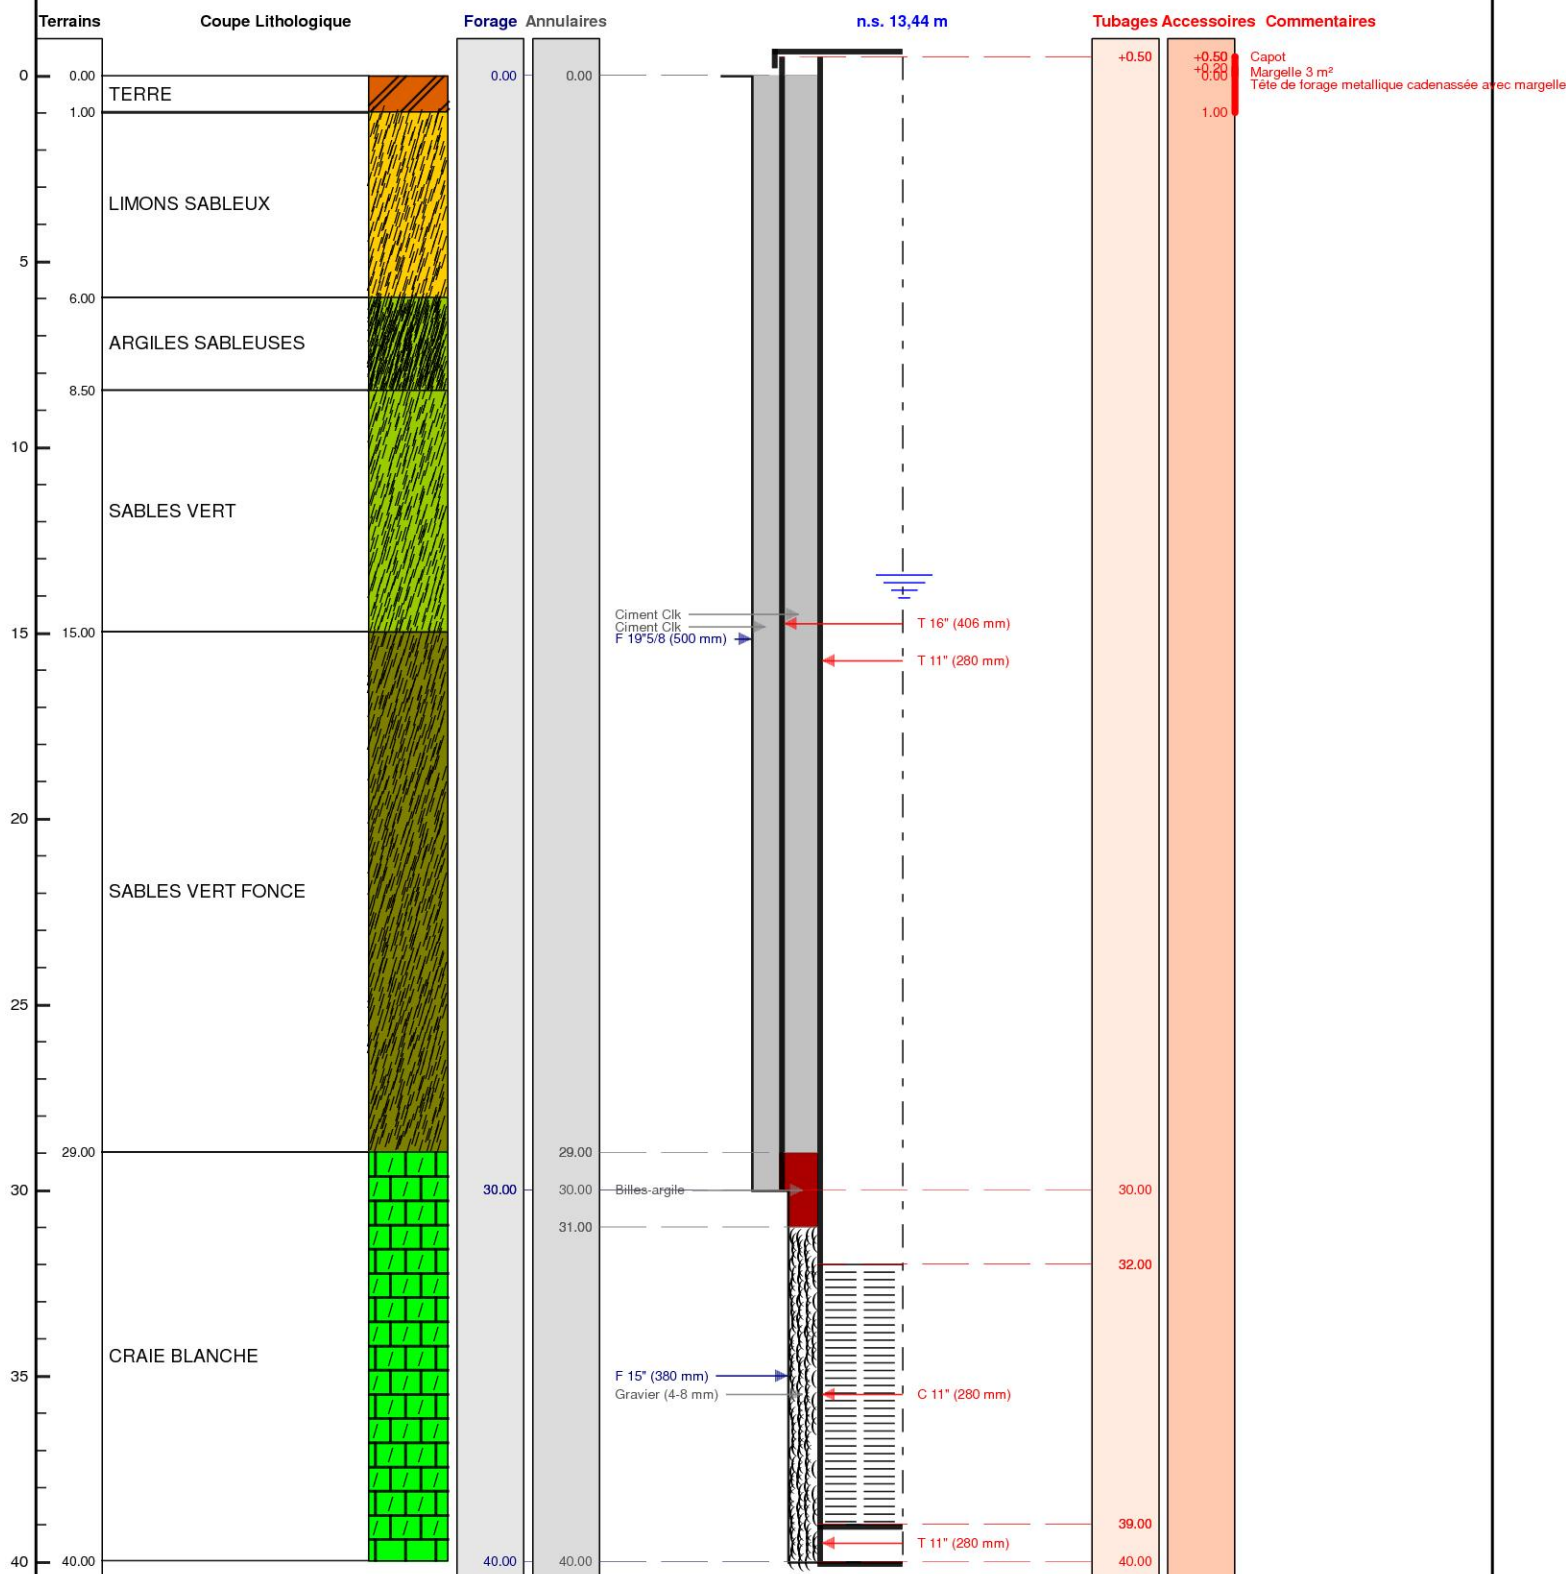 Terrains Coupe Lithologique Forage Annulaires n.s. 13,44 m Tubages Accessoires Commentaires
+0.50 +0.50 Capot
+0.20
0 0.00 0.00 0.00 0.00 Margelle 3 m²
TERRE Tête de forage metallique cadenassée avec margelle
1.00 1.00
LIMONS SABLEUX
5
6.00
ARGILES SABLEUSES
8.50
10
SABLES VERT
Ciment Clk
Ciment Clk T 16" (406 mm)
15 15.00 F 19"5/8 (500 mm)
T 11" (280 mm)
20
SABLES VERT FONCE
25
29.00 29.00
30 30.00 30.00 Billes-argile 30.00
31.00
32.00
CRAIE BLANCHE
35 F 15" (380 mm)
Gravier (4-8 mm) C 11" (280 mm)
39.00
T 11" (280 mm)
40 40.00 40.00 40.00 40.00